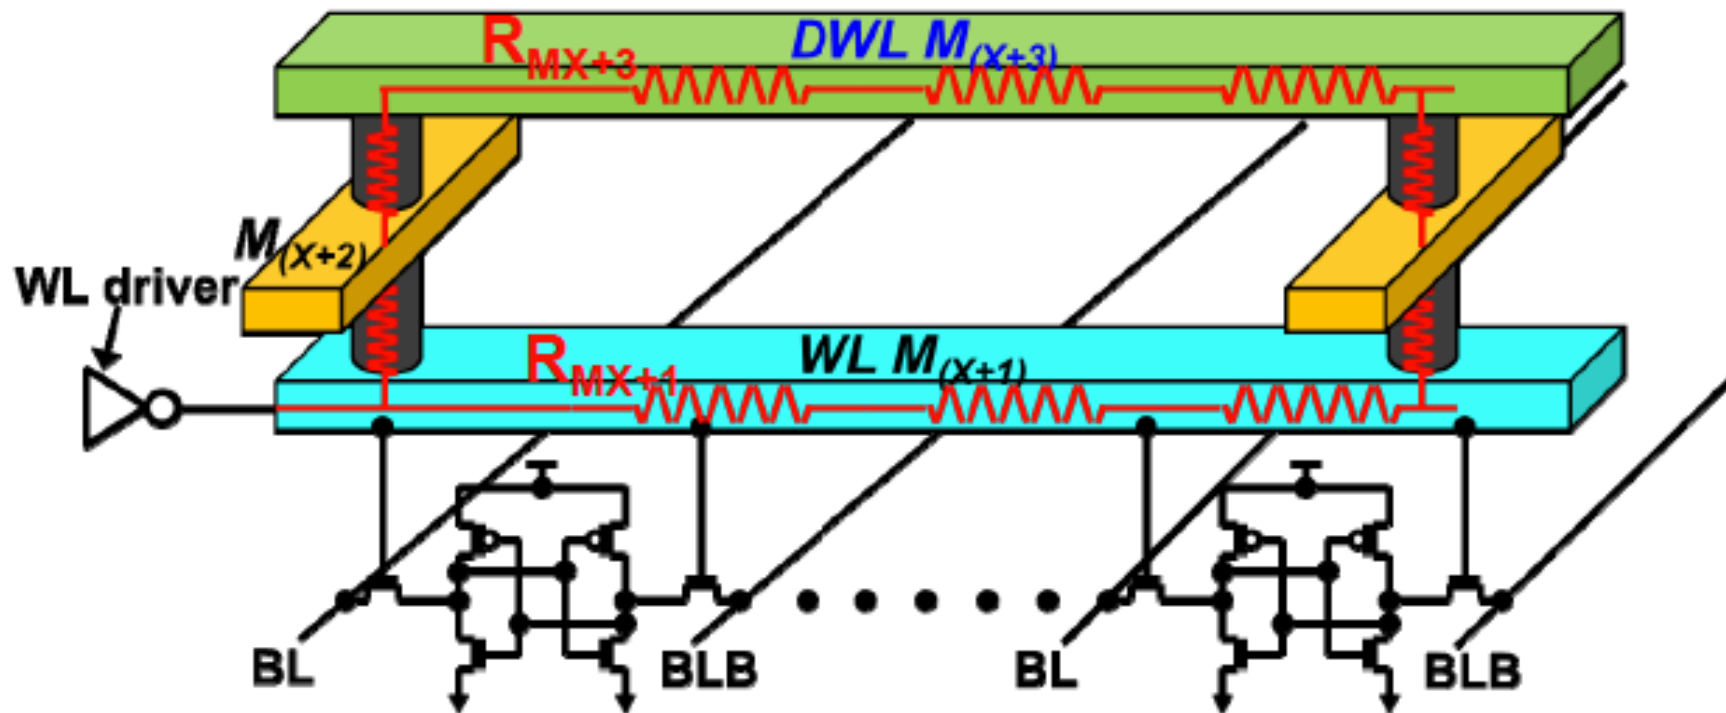 R_MX+3 DWL M_(X+3)
M_(X+2)
WL driver
R_MX+1 WL M_(X+1)
BL BLB BL BLB